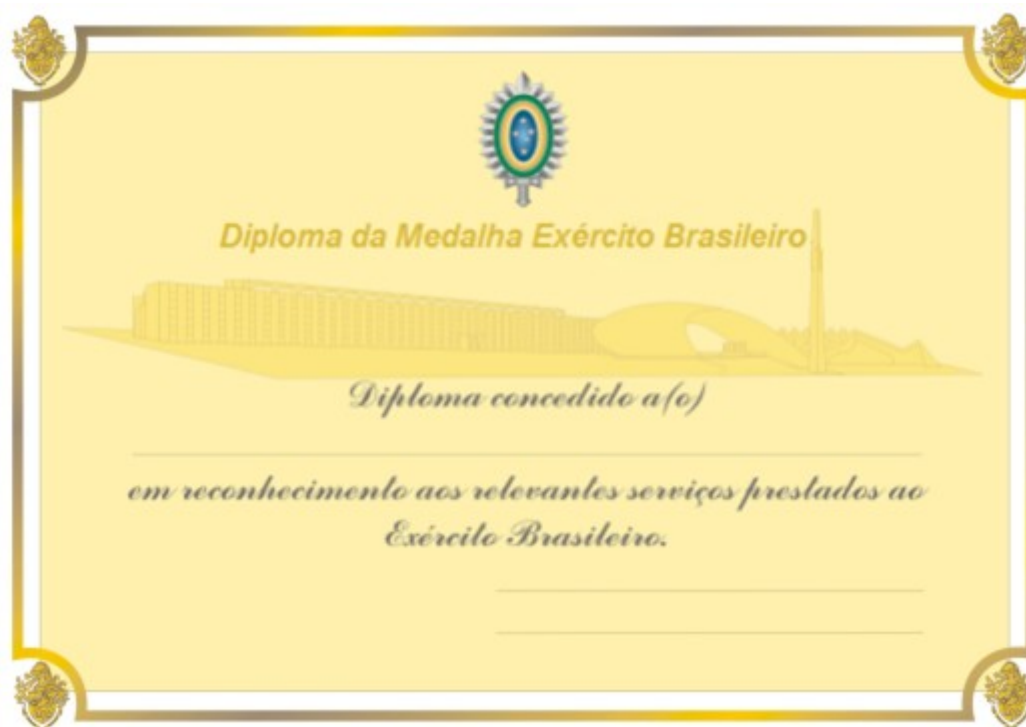 Diploma da Medalha Exército Brasileiro
Diploma concedido a(o)
em reconhecimento aos relevantes serviços prestados ao
Exército Brasileiro.